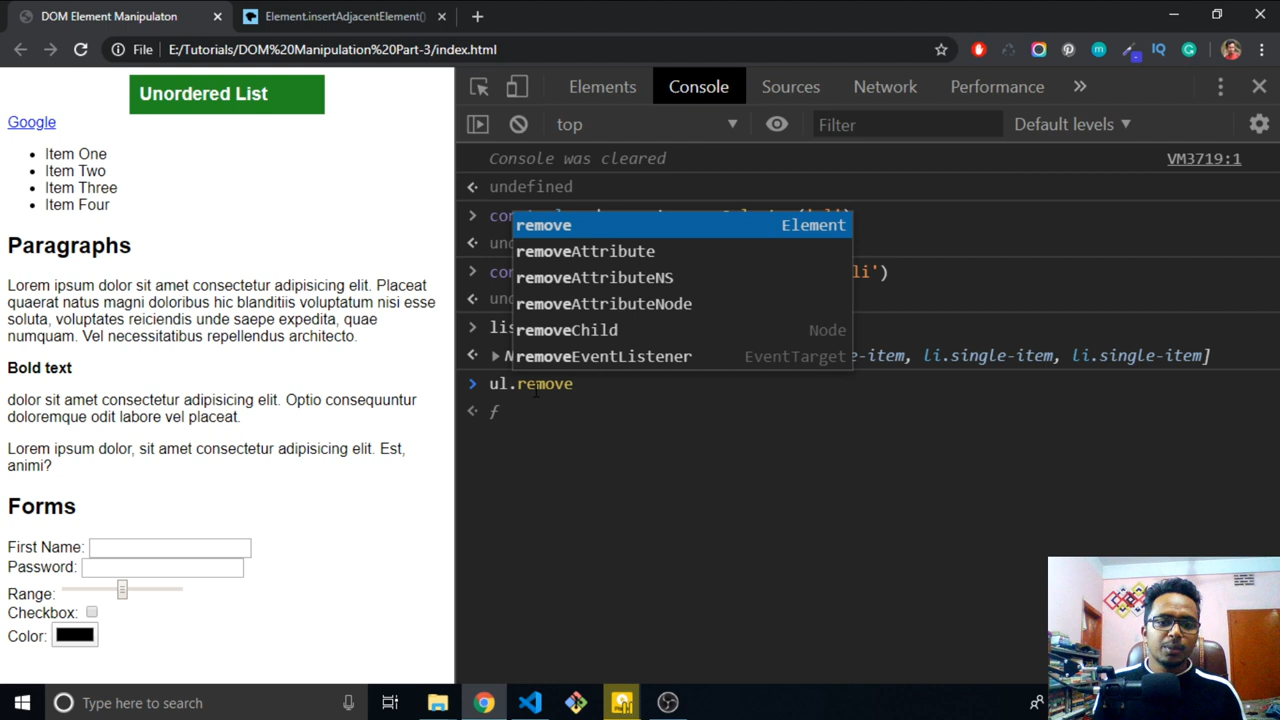 DOM Element Manipulaton
Element.insertAdjacentElement()
File
E:/Tutorials/DOM%20Manipulation%20Part-3/index.html
Unordered List
Google
Item One
Item Two
Item Three
Item Four
Paragraphs
Lorem ipsum dolor sit amet consectetur adipisicing elit. Placeat
quaerat natus magni doloribus hic blanditiis voluptatum nisi esse
soluta, voluptates reiciendis unde saepe expedita, quae
numquam. Vel necessitatibus repellendus architecto.
Bold text
dolor sit amet consectetur adipisicing elit. Optio consequuntur
doloremque odit labore vel placeat.
Lorem ipsum dolor, sit amet consectetur adipisicing elit. Est,
animi?
Forms
First Name:
Password:
Range:
Checkbox:
Color:
Elements
Console
Sources
Network
Performance
top
Filter
Default levels
Console was cleared
VM3719:1
undefined
remove Element
removeAttribute
removeAttributeNS
removeAttributeNode
removeChild Node
removeEventListener EventTarget
li')
e-item, li.single-item, li.single-item]
ul.remove
ƒ
Type here to search